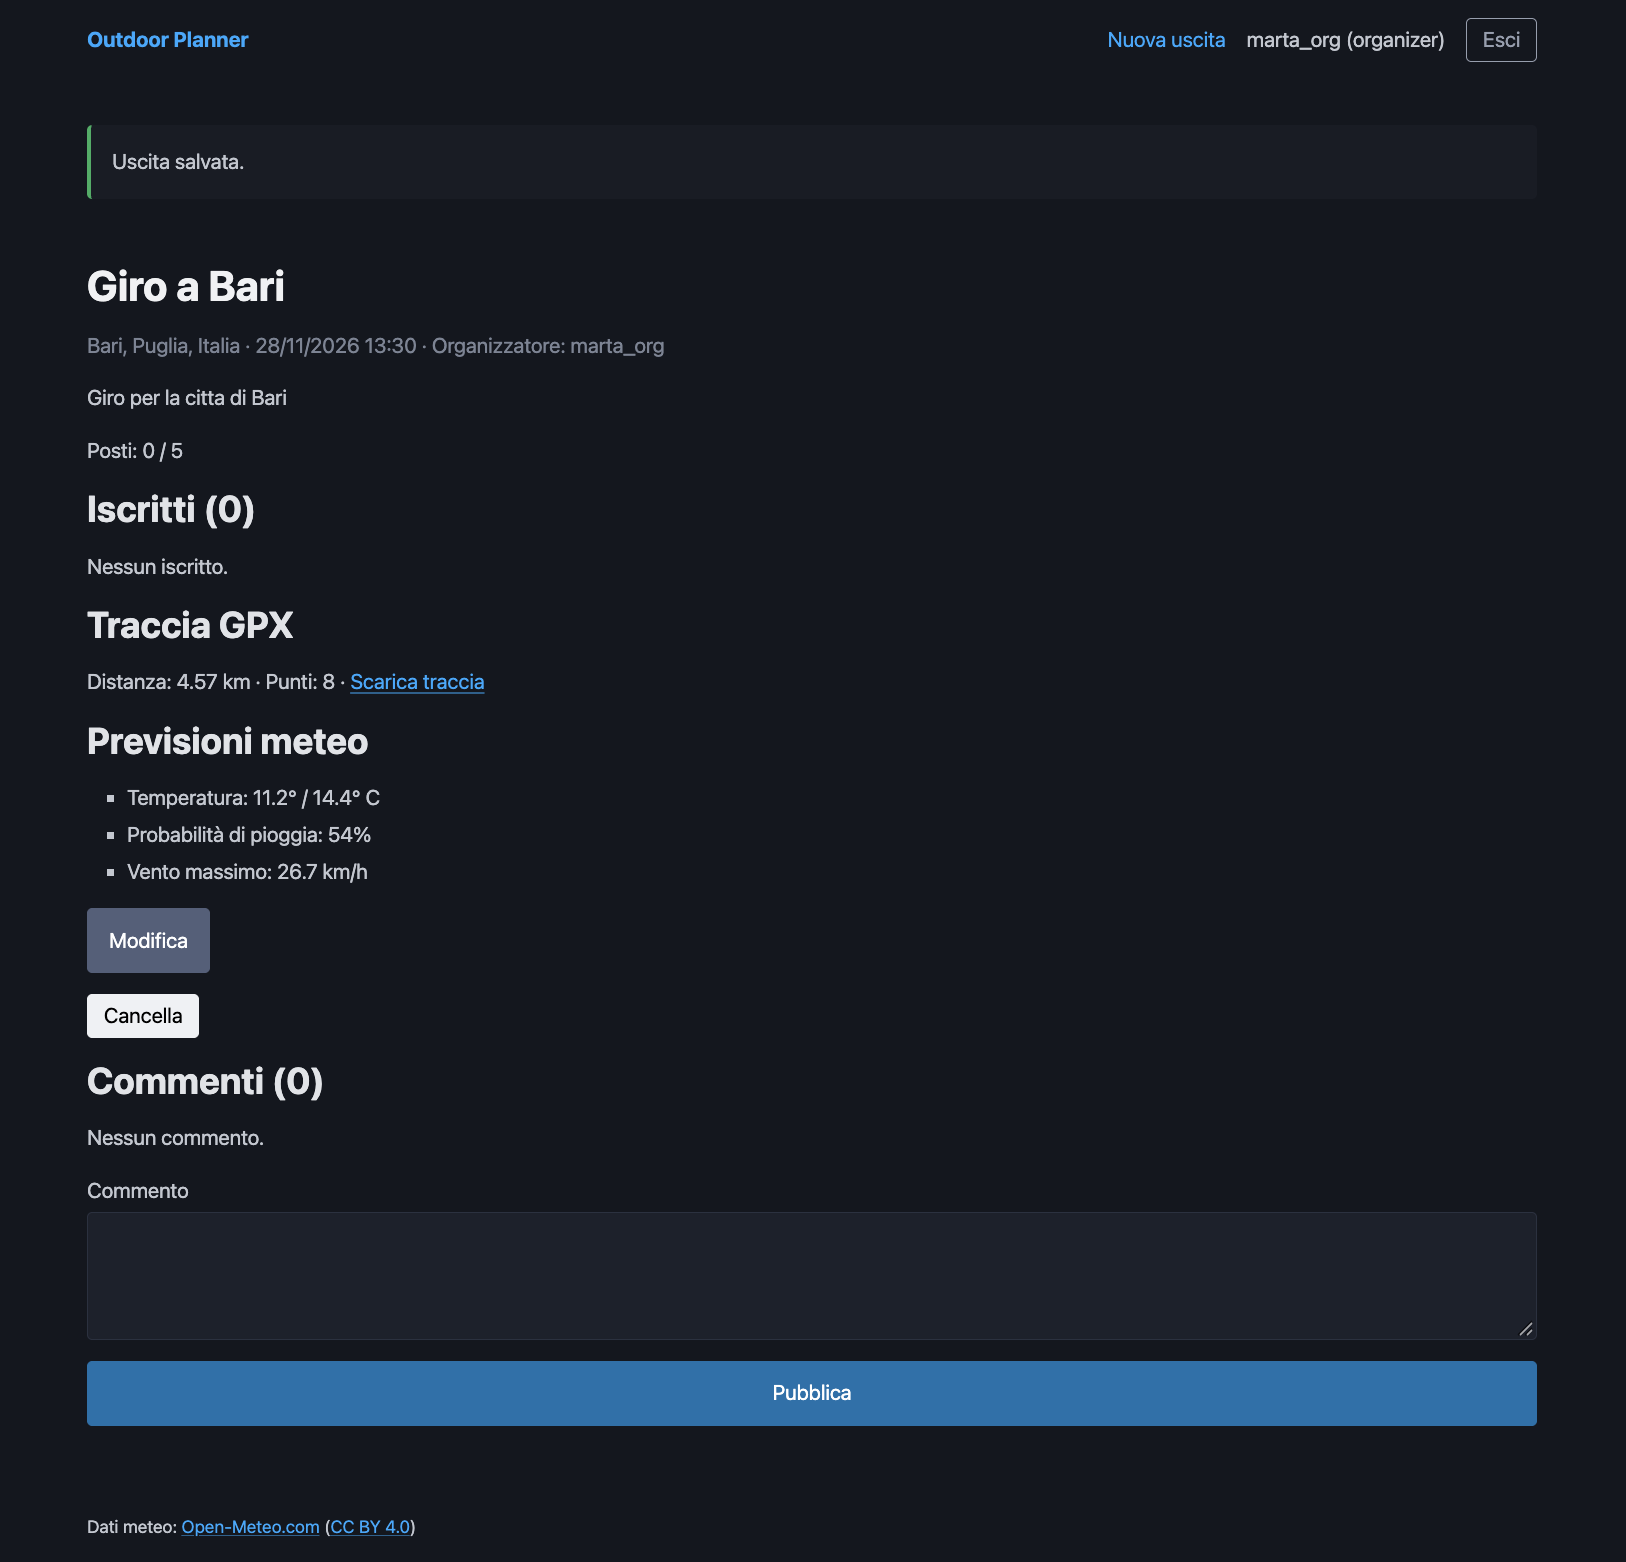 Outdoor Planner
Nuova uscita marta_org (organizer) Esci
Uscita salvata.
Giro a Bari
Bari, Puglia, Italia · 28/11/2026 13:30 · Organizzatore: marta_org
Giro per la citta di Bari
Posti: 0 / 5
Iscritti (0)
Nessun iscritto.
Traccia GPX
Distanza: 4.57 km · Punti: 8 · Scarica traccia
Previsioni meteo
Temperatura: 11.2° / 14.4° C
Probabilità di pioggia: 54%
Vento massimo: 26.7 km/h
Modifica
Cancella
Commenti (0)
Nessun commento.
Commento
Pubblica
Dati meteo: Open-Meteo.com (CC BY 4.0)